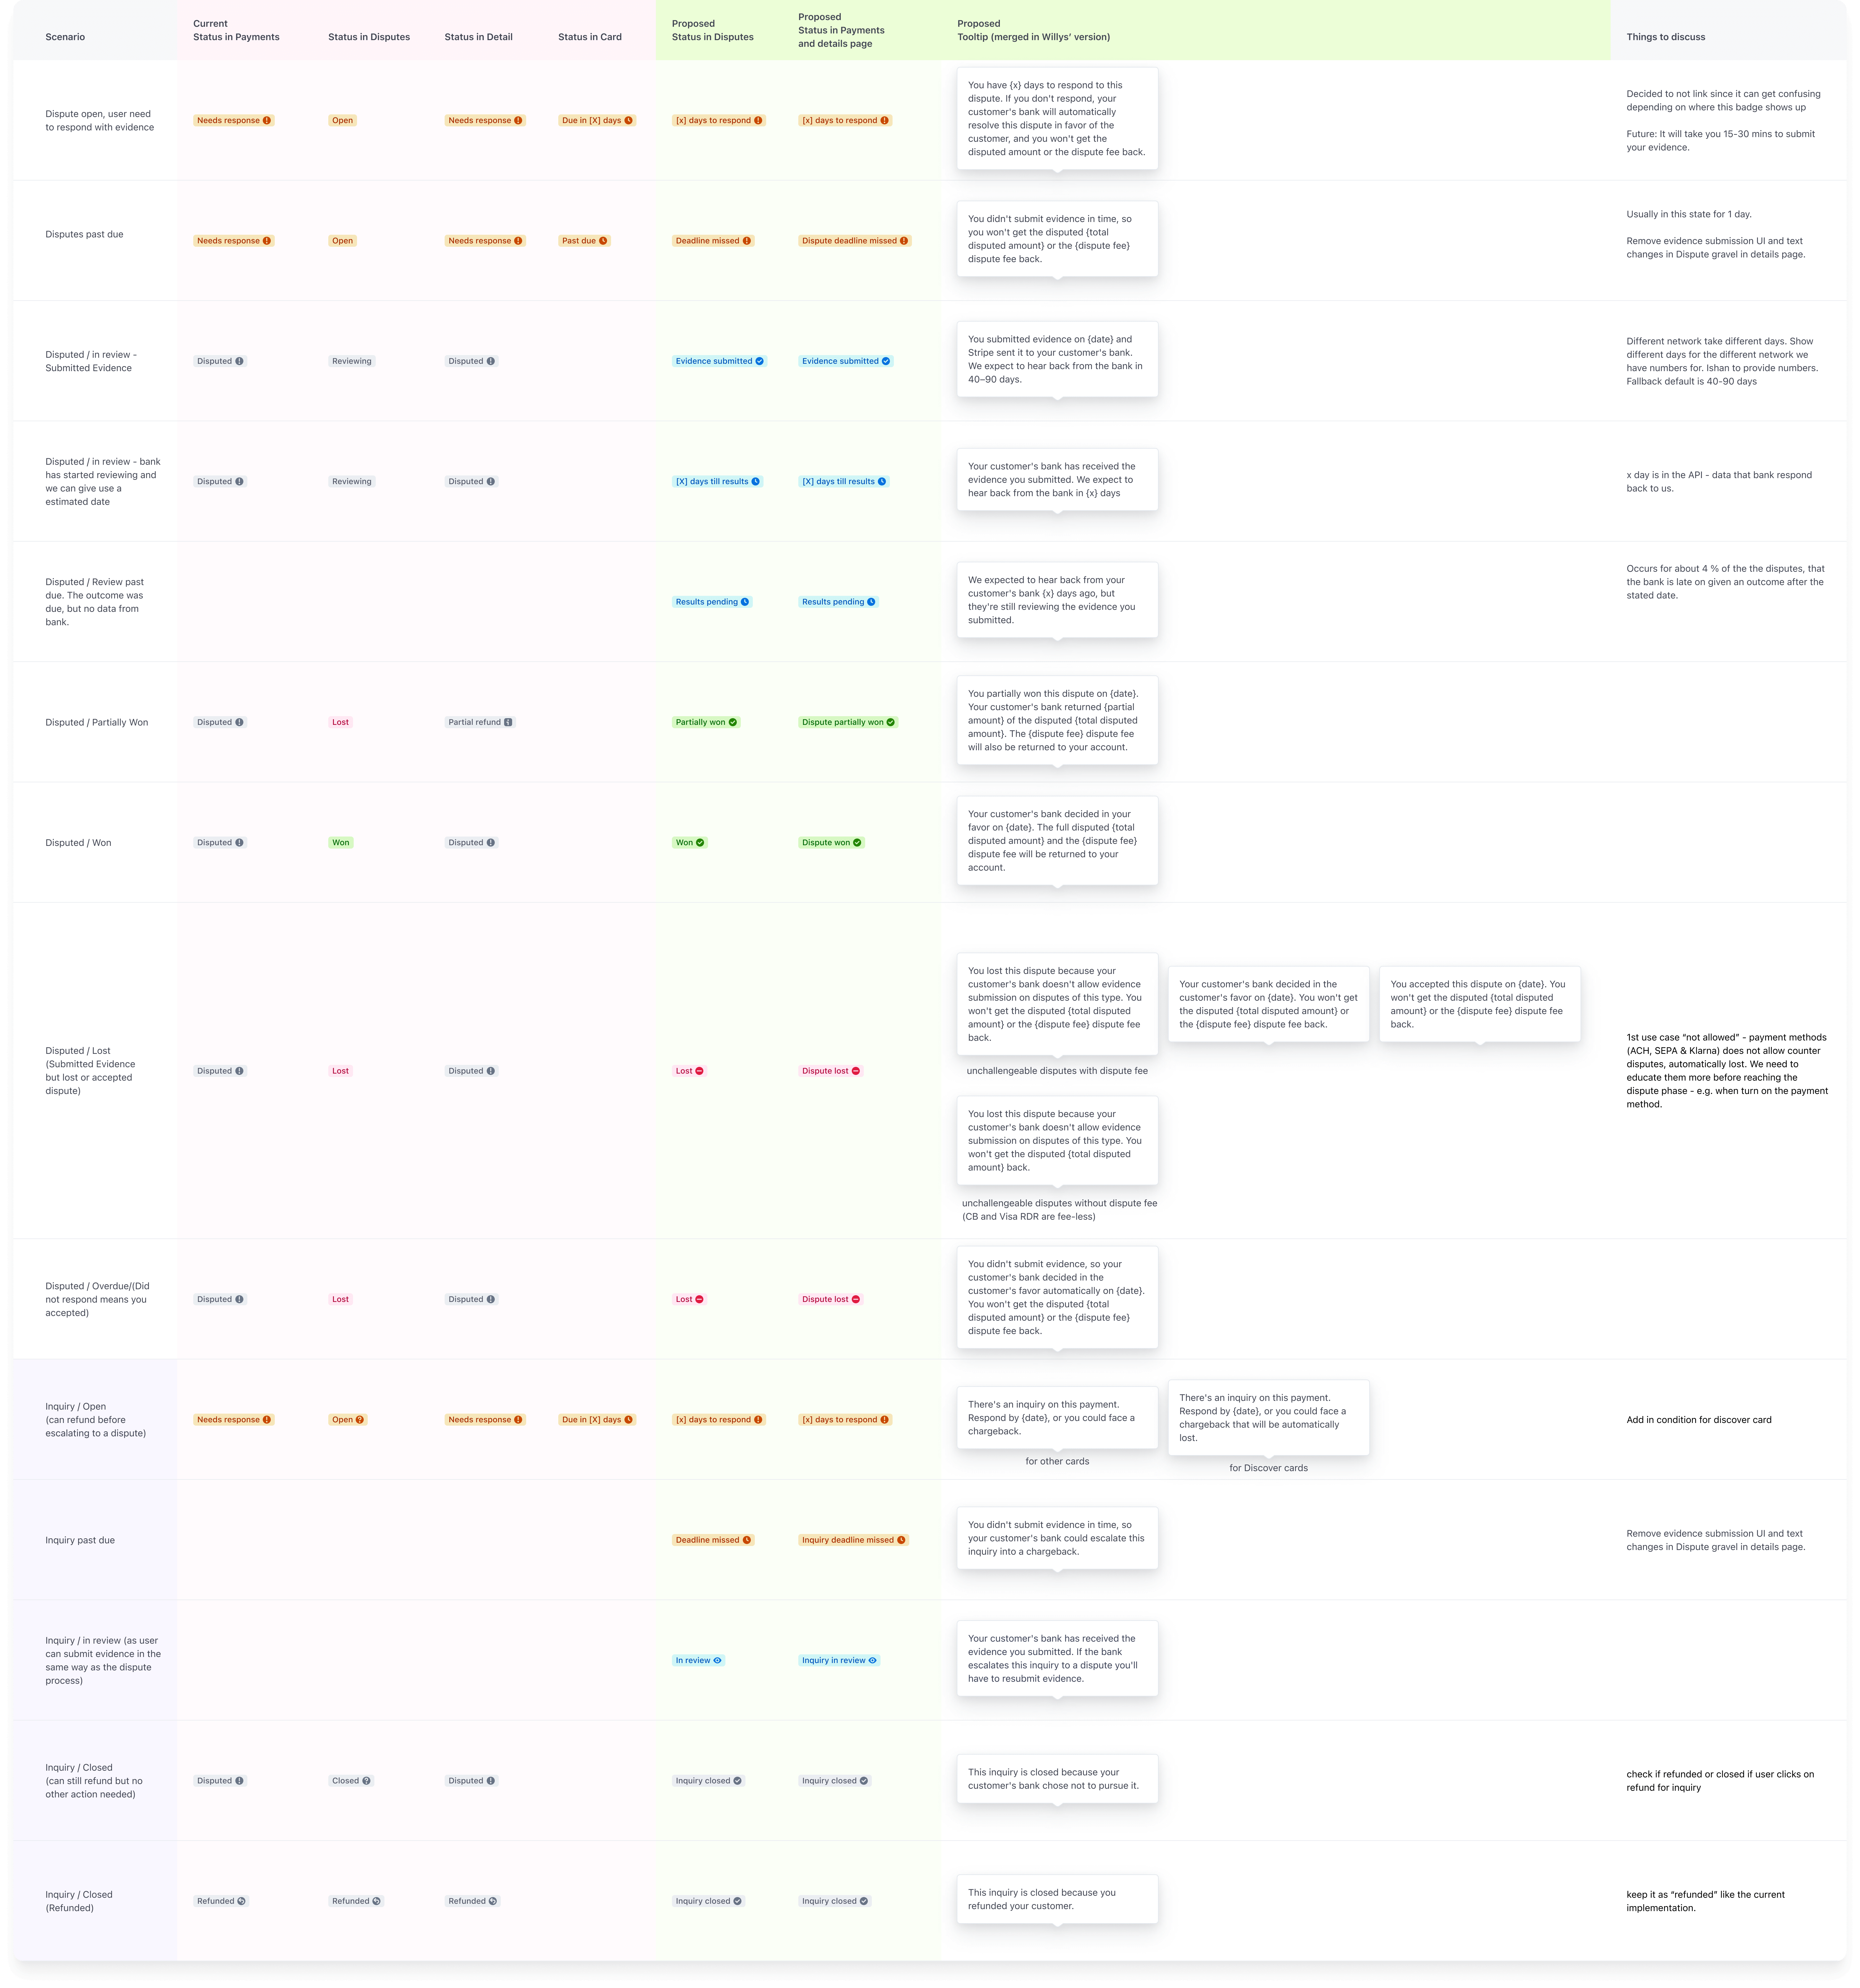 Scenario
Current
Status in Payments
Status in Disputes
Status in Detail
Status in Card
Proposed
Status in Disputes
Proposed
Status in Payments
and details page
Proposed
Tooltip (merged in Willys’ version)
Things to discuss
Dispute open, user need
to respond with evidence
Needs response
Open
Needs response
Due in [X] days
[x] days to respond
[x] days to respond
You have {x} days to respond to this
dispute. If you don't respond, your
customer's bank will automatically
resolve this dispute in favor of the
customer, and you won't get the
disputed amount or the dispute fee back.
Decided to not link since it can get confusing
depending on where this badge shows up
Future: It will take you 15-30 mins to submit
your evidence.
Disputes past due
Needs response
Open
Needs response
Past due
Deadline missed
Dispute deadline missed
You didn't submit evidence in time, so
you won't get the disputed {total
disputed amount} or the {dispute fee}
dispute fee back.
Usually in this state for 1 day.
Remove evidence submission UI and text
changes in Dispute gravel in details page.
Disputed / in review -
Submitted Evidence
Disputed
Reviewing
Disputed
Evidence submitted
Evidence submitted
You submitted evidence on {date} and
Stripe sent it to your customer's bank.
We expect to hear back from the bank in
40–90 days.
Different network take different days. Show
different days for the different network we
have numbers for. Ishan to provide numbers.
Fallback default is 40-90 days
Disputed / in review - bank
has started reviewing and
we can give use a
estimated date
Disputed
Reviewing
Disputed
[X] days till results
[X] days till results
Your customer's bank has received the
evidence you submitted. We expect to
hear back from the bank in {x} days
x day is in the API - data that bank respond
back to us.
Disputed / Review past
due. The outcome was
due, but no data from
bank.
Results pending
Results pending
We expected to hear back from your
customer's bank {x} days ago, but
they're still reviewing the evidence you
submitted.
Occurs for about 4 % of the the disputes, that
the bank is late on given an outcome after the
stated date.
Disputed / Partially Won
Disputed
Lost
Partial refund
Partially won
Dispute partially won
You partially won this dispute on {date}.
Your customer's bank returned {partial
amount} of the disputed {total disputed
amount}. The {dispute fee} dispute fee
will also be returned to your account.
Disputed / Won
Disputed
Won
Disputed
Won
Dispute won
Your customer's bank decided in your
favor on {date}. The full disputed {total
disputed amount} and the {dispute fee}
dispute fee will be returned to your
account.
Disputed / Lost
(Submitted Evidence
but lost or accepted
dispute)
Disputed
Lost
Disputed
Lost
Dispute lost
You lost this dispute because your
customer's bank doesn't allow evidence
submission on disputes of this type. You
won't get the disputed {total disputed
amount} or the {dispute fee} dispute fee
back.
unchallengeable disputes with dispute fee
You lost this dispute because your
customer's bank doesn't allow evidence
submission on disputes of this type. You
won't get the disputed {total disputed
amount} back.
unchallengeable disputes without dispute fee
(CB and Visa RDR are fee-less)
Your customer's bank decided in the
customer's favor on {date}. You won't get
the disputed {total disputed amount} or
the {dispute fee} dispute fee back.
You accepted this dispute on {date}. You
won't get the disputed {total disputed
amount} or the {dispute fee} dispute fee
back.
1st use case “not allowed” - payment methods
(ACH, SEPA & Klarna) does not allow counter
disputes, automatically lost. We need to
educate them more before reaching the
dispute phase - e.g. when turn on the payment
method.
Disputed / Overdue/(Did
not respond means you
accepted)
Disputed
Lost
Disputed
Lost
Dispute lost
You didn't submit evidence, so your
customer's bank decided in the
customer's favor automatically on {date}.
You won't get the disputed {total
disputed amount} or the {dispute fee}
dispute fee back.
Inquiry / Open
(can refund before
escalating to a dispute)
Needs response
Open
Needs response
Due in [X] days
[x] days to respond
[x] days to respond
There's an inquiry on this payment.
Respond by {date}, or you could face a
chargeback.
for other cards
There's an inquiry on this payment.
Respond by {date}, or you could face a
chargeback that will be automatically
lost.
for Discover cards
Add in condition for discover card
Inquiry past due
Deadline missed
Inquiry deadline missed
You didn't submit evidence in time, so
your customer's bank could escalate this
inquiry into a chargeback.
Remove evidence submission UI and text
changes in Dispute gravel in details page.
Inquiry / in review (as user
can submit evidence in the
same way as the dispute
process)
In review
Inquiry in review
Your customer's bank has received the
evidence you submitted. If the bank
escalates this inquiry to a dispute you'll
have to resubmit evidence.
Inquiry / Closed
(can still refund but no
other action needed)
Disputed
Closed
Disputed
Inquiry closed
Inquiry closed
This inquiry is closed because your
customer's bank chose not to pursue it.
check if refunded or closed if user clicks on
refund for inquiry
Inquiry / Closed
(Refunded)
Refunded
Refunded
Refunded
Inquiry closed
Inquiry closed
This inquiry is closed because you
refunded your customer.
keep it as “refunded” like the current
implementation.